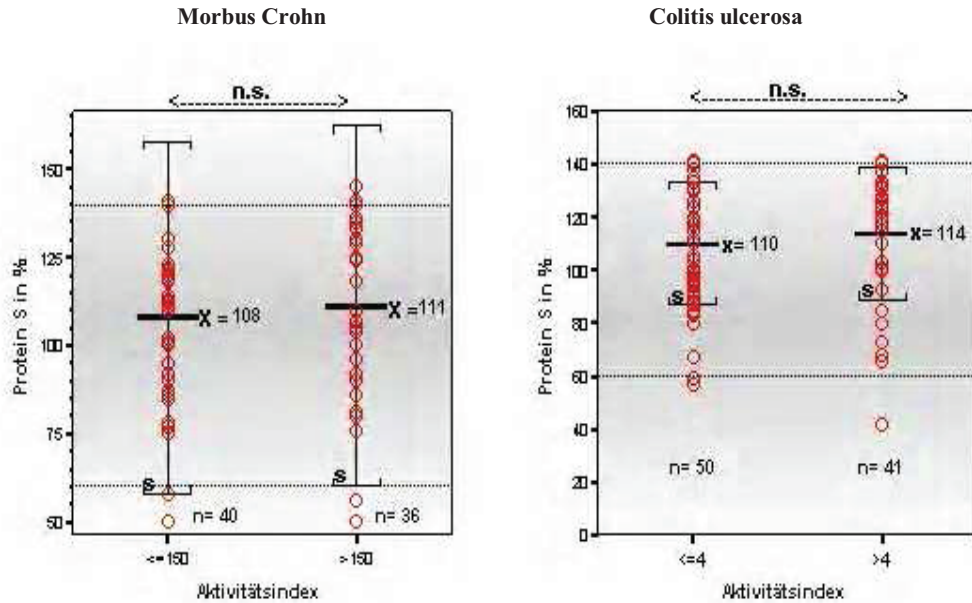 Morbus Crohn
n.s.
Protein S in %
150
125
100
75
50
X = 108
X = 111
S
S
n= 40
n= 36
<=150
>150
Aktivitätsindex
Colitis ulcerosa
n.s.
Protein S in %
160
140
120
100
80
60
40
20
0
X= 110
X= 114
S
S
n= 50
n= 41
<=4
>4
Aktivitätsindex